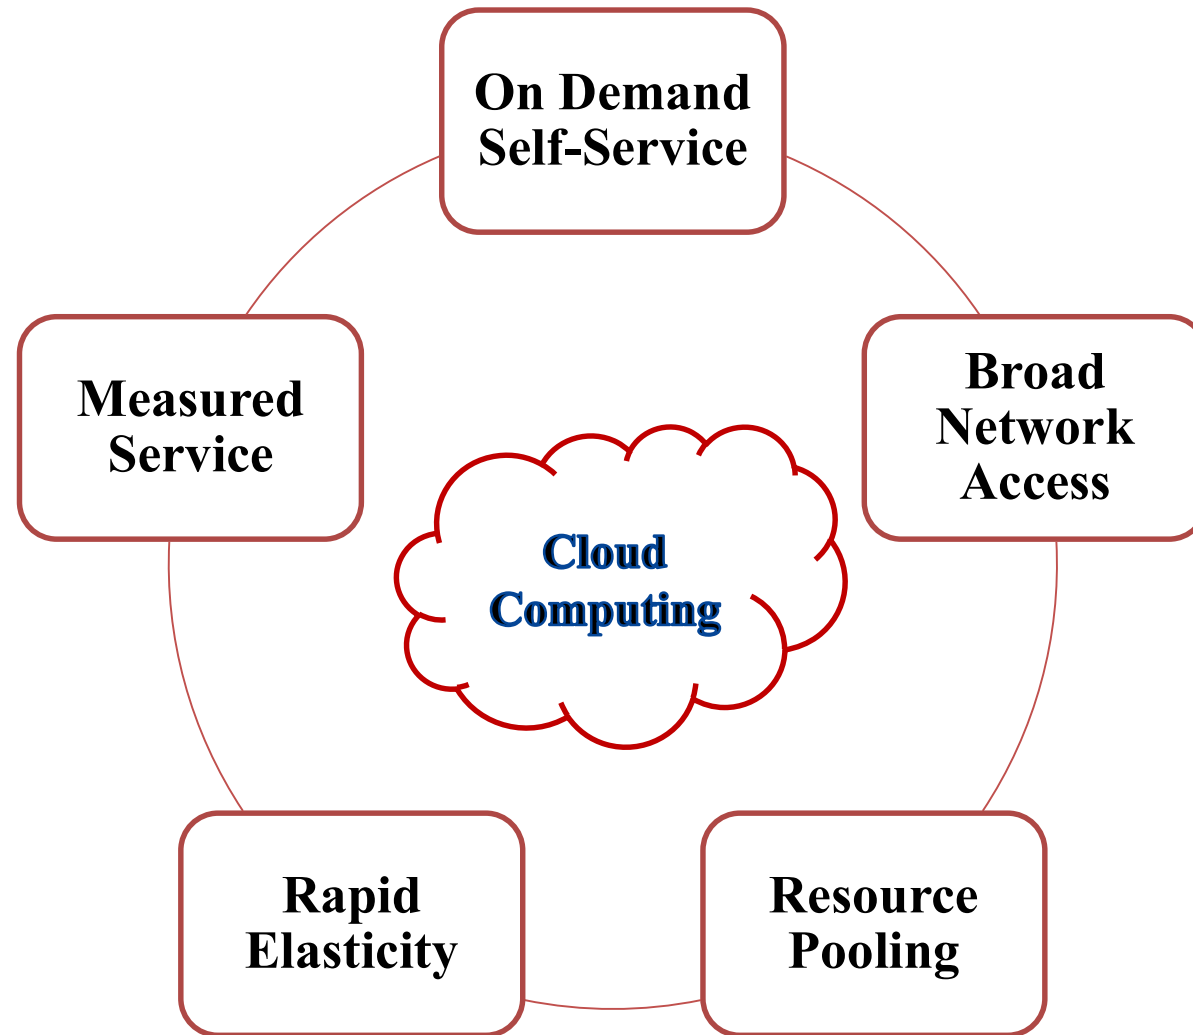 On Demand
Self-Service
Measured
Service
Broad
Network
Access
Cloud
Computing
Rapid
Elasticity
Resource
Pooling